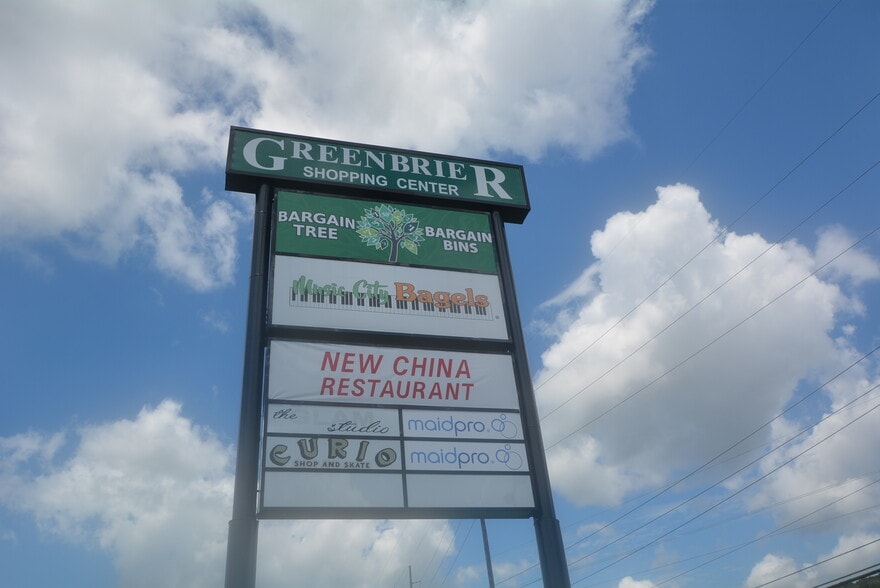 GREENBRIER
SHOPPING CENTER
BARGAIN
TREE
BARGAIN
BINS
Music City Bagels
NEW CHINA
RESTAURANT
the
studio
maidpro
CURIO
SHOP AND SKATE
maidpro